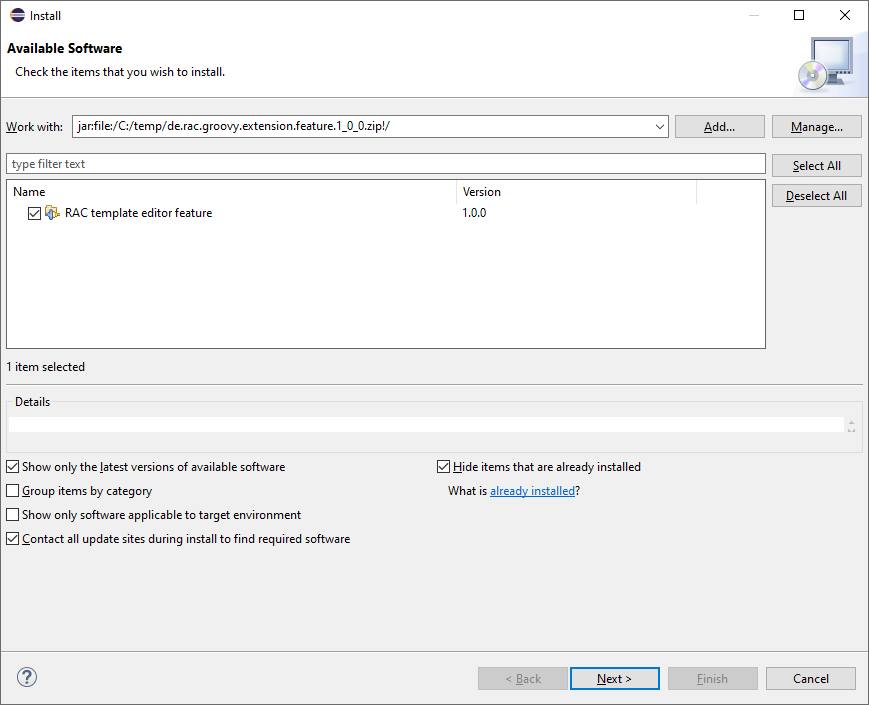 Install
Available Software
Check the items that you wish to install.
Work with: jar:file:/C:/temp/de.rac.groovy.extension.feature.1_0_0.zip!/ Add... Manage...
type filter text Select All
Name Version Deselect All
RAC template editor feature 1.0.0
1 item selected
Details
Show only the latest versions of available software Hide items that are already installed
Group items by category What is already installed?
Show only software applicable to target environment
Contact all update sites during install to find required software
? < Back Next > Finish Cancel